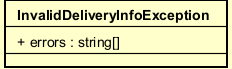 InvalidDeliveryInfoException
+ errors : string[]